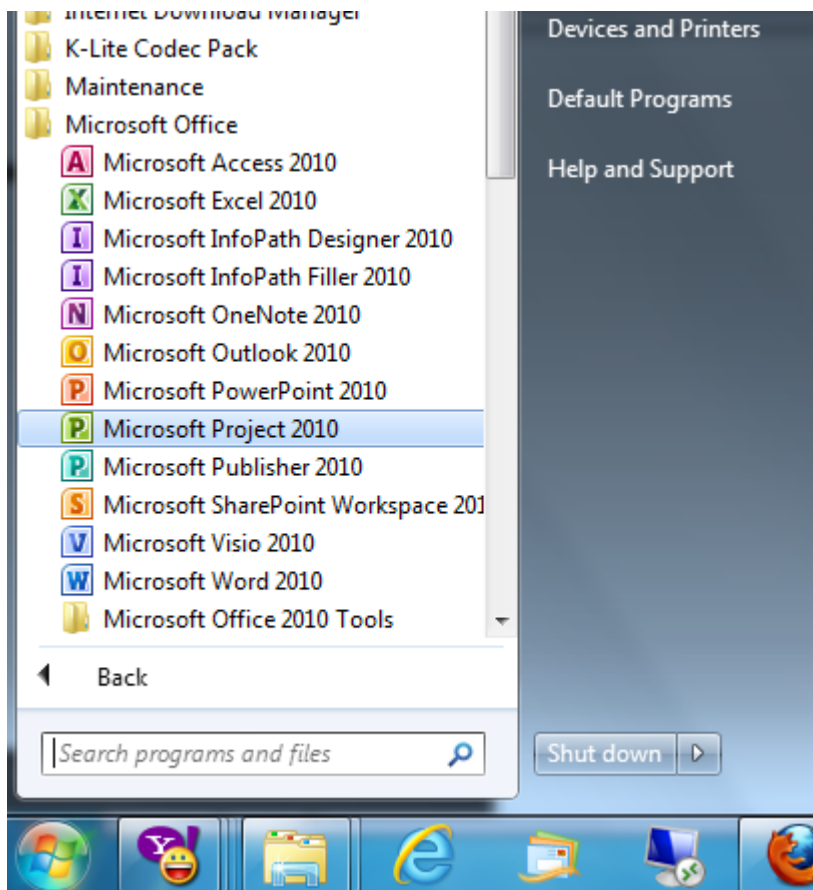 Internet Download Manager
K-Lite Codec Pack
Maintenance
Microsoft Office
Microsoft Access 2010
Microsoft Excel 2010
Microsoft InfoPath Designer 2010
Microsoft InfoPath Filler 2010
Microsoft OneNote 2010
Microsoft Outlook 2010
Microsoft PowerPoint 2010
Microsoft Project 2010
Microsoft Publisher 2010
Microsoft SharePoint Workspace 201
Microsoft Visio 2010
Microsoft Word 2010
Microsoft Office 2010 Tools
Back
Search programs and files
Devices and Printers
Default Programs
Help and Support
Shut down